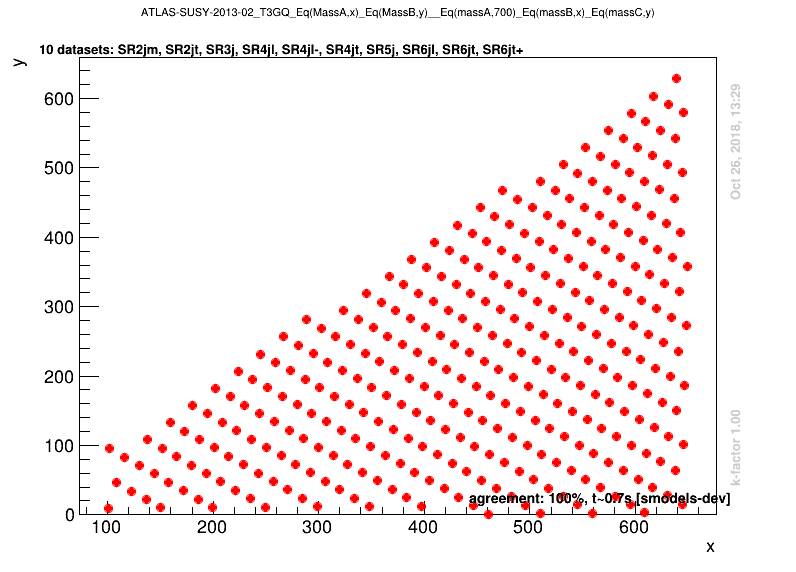 ATLAS-SUSY-2013-02_T3GQ_Eq(MassA,x)_Eq(MassB,y)__Eq(massA,700)_Eq(massB,x)_Eq(massC,y)
10 datasets: SR2jm, SR2jt, SR3j, SR4jl, SR4jl-, SR4jt, SR5j, SR6jl, SR6jt, SR6jt+
y
600
500
400
300
200
100
0
100
200
300
400
500
600
x
agreement: 100%, t~0.7s [smodels-dev]
Oct 26, 2018, 13:29
k-factor 1.00